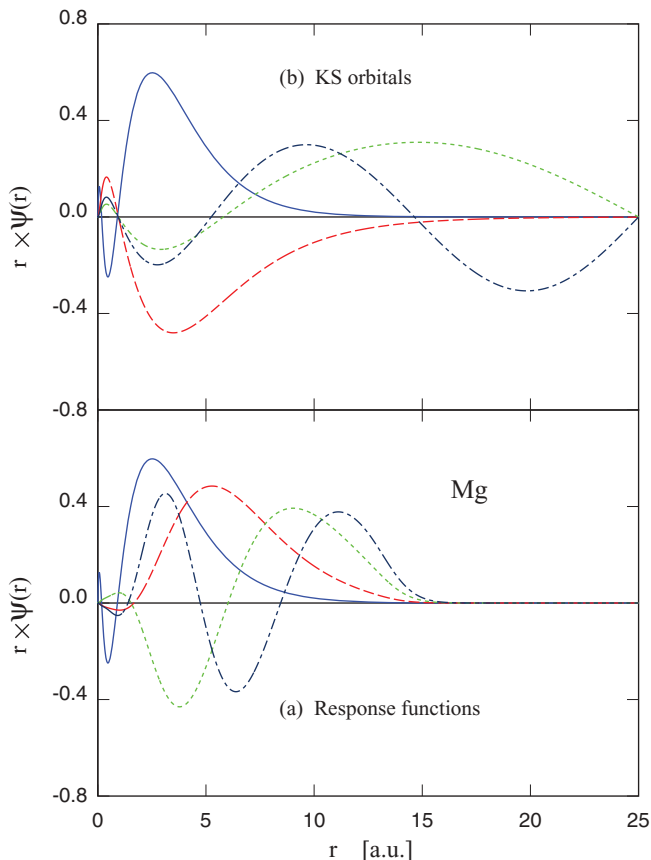 0.8
(b) KS orbitals
0.4
0.0
-0.4
-0.8
r × Ψ(r)
Mg
0.4
0.0
-0.4
-0.8
r × Ψ(r)
(a) Response functions
0 5 10 15 20 25
r [a.u.]